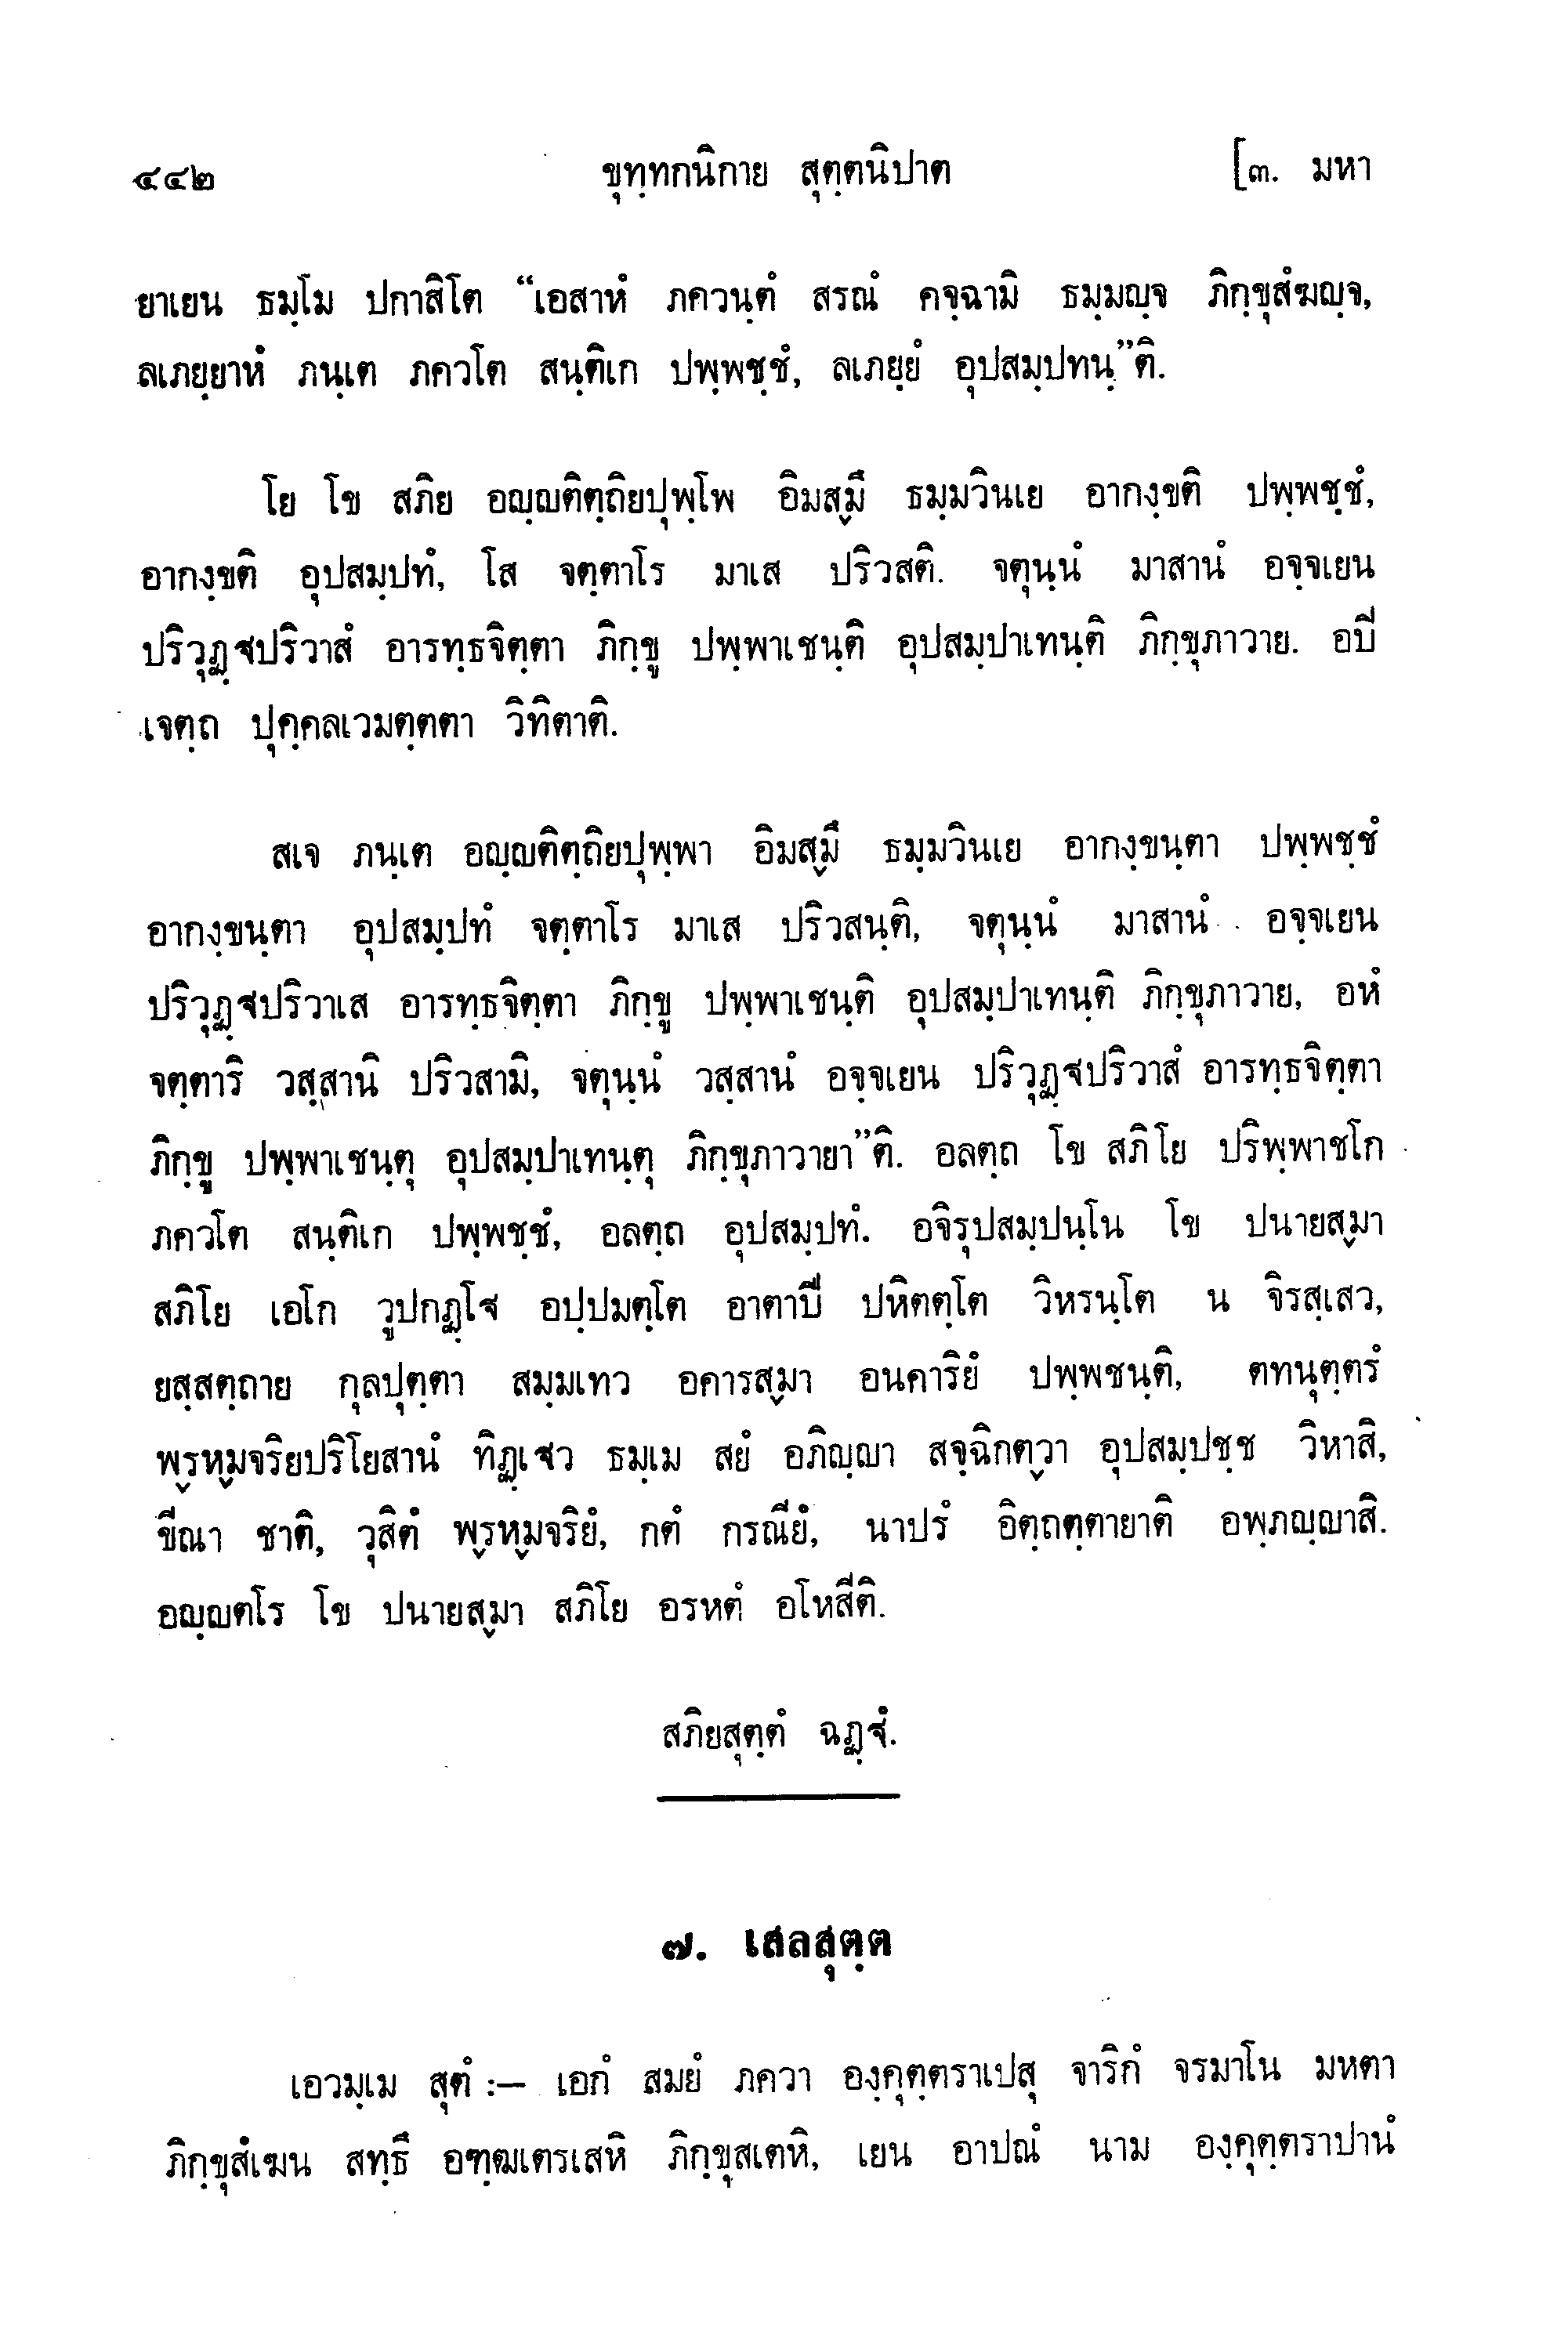 ๔๔๒ ขุทฺทกนิกาย สุตฺตนิปาต [๓. มหา
ยาเยน ธมฺโม ปกาสิโต “เอสาหํ ภควนฺตํ สรณํ คจฺฉามิ ธมฺมญฺจ ภิกฺขุสํฆญฺจ,
ลเภยฺยาหํ ภนฺเต ภควโต สนฺติเก ปพฺพชฺชํ, ลเภยฺยํ อุปสมฺปทนฺ”ติ.
โย โข สภิย อญฺญติตฺถิยปุพฺโพ อิมสฺมึ ธมฺมวินเย อากงฺขติ ปพฺพชฺชํ,
อากงฺขติ อุปสมฺปทํ, โส จตฺตาโร มาเส ปริวสติ. จตุนฺนํ มาสานํ อจฺจเยน
ปริวุฏฺฐปริวาสํ อารทฺธจิตฺตา ภิกฺขู ปพฺพาเชนฺติ อุปสมฺปาเทนฺติ ภิกฺขุภาวาย. อปิ
เจตฺถ ปุคฺคลเวมตฺตตา วิทิตาติ.
สเจ ภนฺเต อญฺญติตฺถิยปุพฺพา อิมสฺมึ ธมฺมวินเย อากงฺขนฺตา ปพฺพชฺชํ
อากงฺขนฺตา อุปสมฺปทํ จตฺตาโร มาเส ปริวสนฺติ, จตุนฺนํ มาสานํ อจฺจเยน
ปริวุฏฺฐปริวาเส อารทฺธจิตฺตา ภิกฺขู ปพฺพาเชนฺติ อุปสมฺปาเทนฺติ ภิกฺขุภาวาย, อหํ
จตฺตาริ วสฺสานิ ปริวสามิ, จตุนฺนํ วสฺสานํ อจฺจเยน ปริวุฏฺฐปริวาสํ อารทฺธจิตฺตา
ภิกฺขู ปพฺพาเชนฺตุ อุปสมฺปาเทนฺตุ ภิกฺขุภาวายา”ติ. อลตฺถ โข สภิโย ปริพฺพาชโก
ภควโต สนฺติเก ปพฺพชฺชํ, อลตฺถ อุปสมฺปทํ. อจิรุปสมฺปนฺโน โข ปนายสฺมา
สภิโย เอโก วูปกฏฺโฐ อปฺปมตฺโต อาตาปี ปหิตตฺโต วิหรนฺโต น จิรสฺเสว,
ยสฺสตฺถาย กุลปุตฺตา สมฺมเทว อคารสฺมา อนคาริยํ ปพฺพชนฺติ, ตทนุตฺตรํ
พฺรหฺมจริยปริโยสานํ ทิฏฺเฐว ธมฺเม สยํ อภิญฺญา สจฺฉิกตฺวา อุปสมฺปชฺช วิหาสิ,
ขีณา ชาติ, วุสิตํ พฺรหฺมจริยํ, กตํ กรณียํ, นาปรํ อิตฺถตฺตายาติ อพฺภญฺญาสิ.
อญฺญตโร โข ปนายสฺมา สภิโย อรหตํ อโหสีติ.
สภิยสุตฺตํ ฉฏฺฐํ.
๗. เสลสุตฺต
เอวมฺเม สุตํ :– เอกํ สมยํ ภควา องฺคุตฺตราเปสุ จาริกํ จรมาโน มหตา
ภิกฺขุสํเฆน สทฺธึ อฑฺฒเตรเสหิ ภิกฺขุสเตหิ, เยน อาปณํ นาม องฺคุตฺตราปานํ